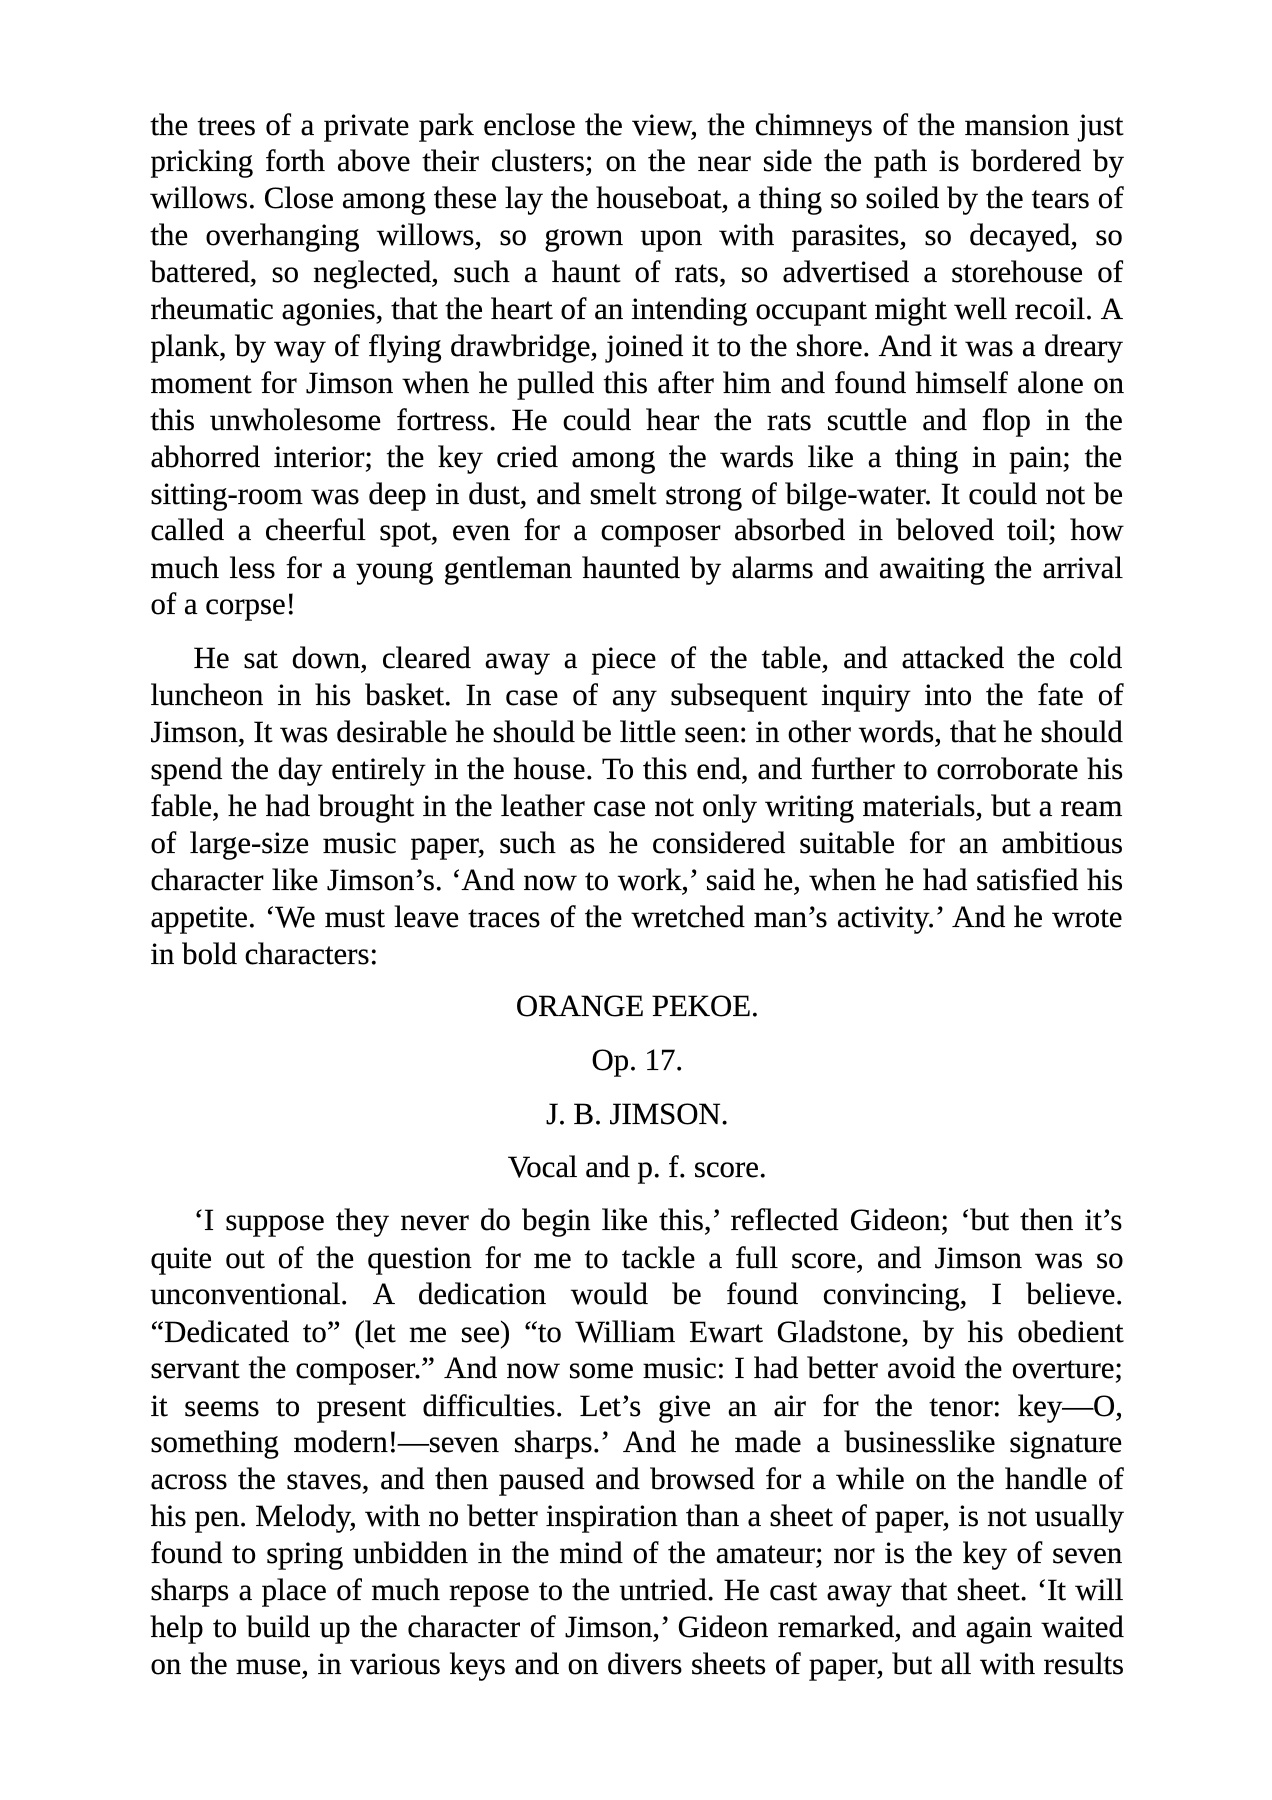 the trees of a private park enclose the view, the chimneys of the mansion just
pricking forth above their clusters; on the near side the path is bordered by
willows. Close among these lay the houseboat, a thing so soiled by the tears of
the overhanging willows, so grown upon with parasites, so decayed, so
battered, so neglected, such a haunt of rats, so advertised a storehouse of
rheumatic agonies, that the heart of an intending occupant might well recoil. A
plank, by way of flying drawbridge, joined it to the shore. And it was a dreary
moment for Jimson when he pulled this after him and found himself alone on
this unwholesome fortress. He could hear the rats scuttle and flop in the
abhorred interior; the key cried among the wards like a thing in pain; the
sitting-room was deep in dust, and smelt strong of bilge-water. It could not be
called a cheerful spot, even for a composer absorbed in beloved toil; how
much less for a young gentleman haunted by alarms and awaiting the arrival
of a corpse!
He sat down, cleared away a piece of the table, and attacked the cold
luncheon in his basket. In case of any subsequent inquiry into the fate of
Jimson, It was desirable he should be little seen: in other words, that he should
spend the day entirely in the house. To this end, and further to corroborate his
fable, he had brought in the leather case not only writing materials, but a ream
of large-size music paper, such as he considered suitable for an ambitious
character like Jimson’s. ‘And now to work,’ said he, when he had satisfied his
appetite. ‘We must leave traces of the wretched man’s activity.’ And he wrote
in bold characters:
ORANGE PEKOE.
Op. 17.
J. B. JIMSON.
Vocal and p. f. score.
‘I suppose they never do begin like this,’ reflected Gideon; ‘but then it’s
quite out of the question for me to tackle a full score, and Jimson was so
unconventional. A dedication would be found convincing, I believe.
“Dedicated to” (let me see) “to William Ewart Gladstone, by his obedient
servant the composer.” And now some music: I had better avoid the overture;
it seems to present difficulties. Let’s give an air for the tenor: key—O,
something modern!—seven sharps.’ And he made a businesslike signature
across the staves, and then paused and browsed for a while on the handle of
his pen. Melody, with no better inspiration than a sheet of paper, is not usually
found to spring unbidden in the mind of the amateur; nor is the key of seven
sharps a place of much repose to the untried. He cast away that sheet. ‘It will
help to build up the character of Jimson,’ Gideon remarked, and again waited
on the muse, in various keys and on divers sheets of paper, but all with results